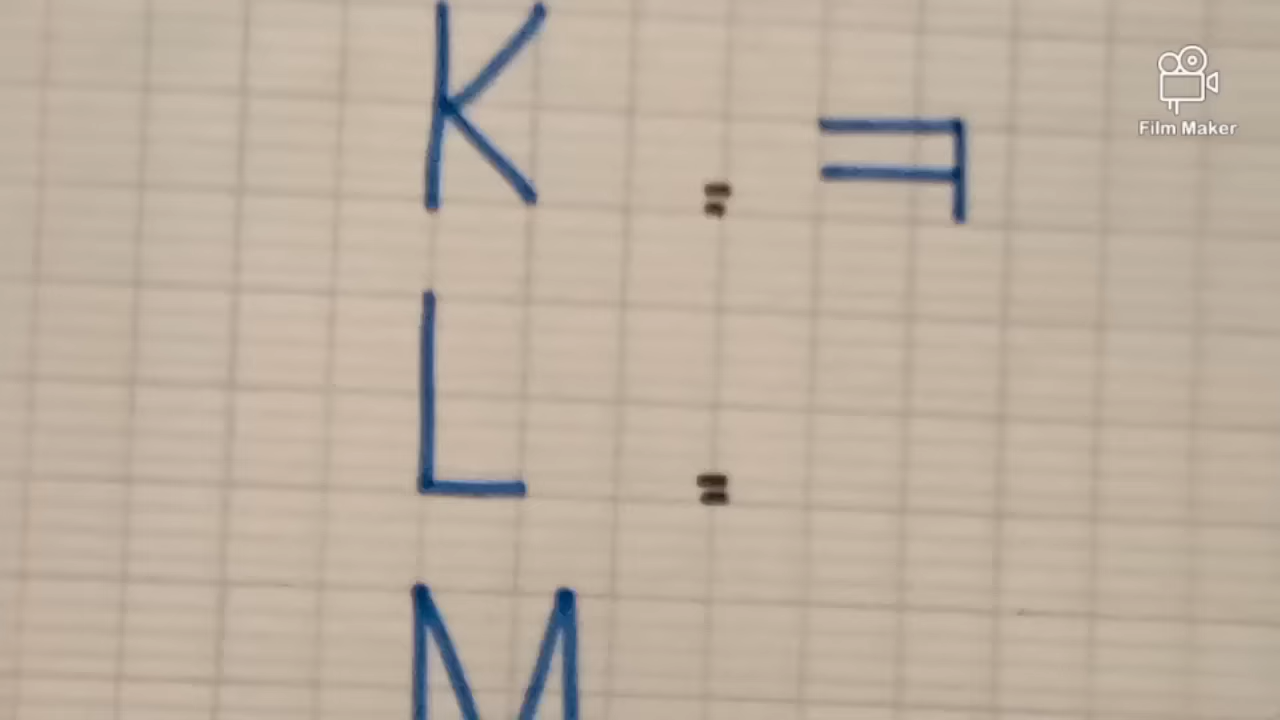 Film Maker
K =
L =
M